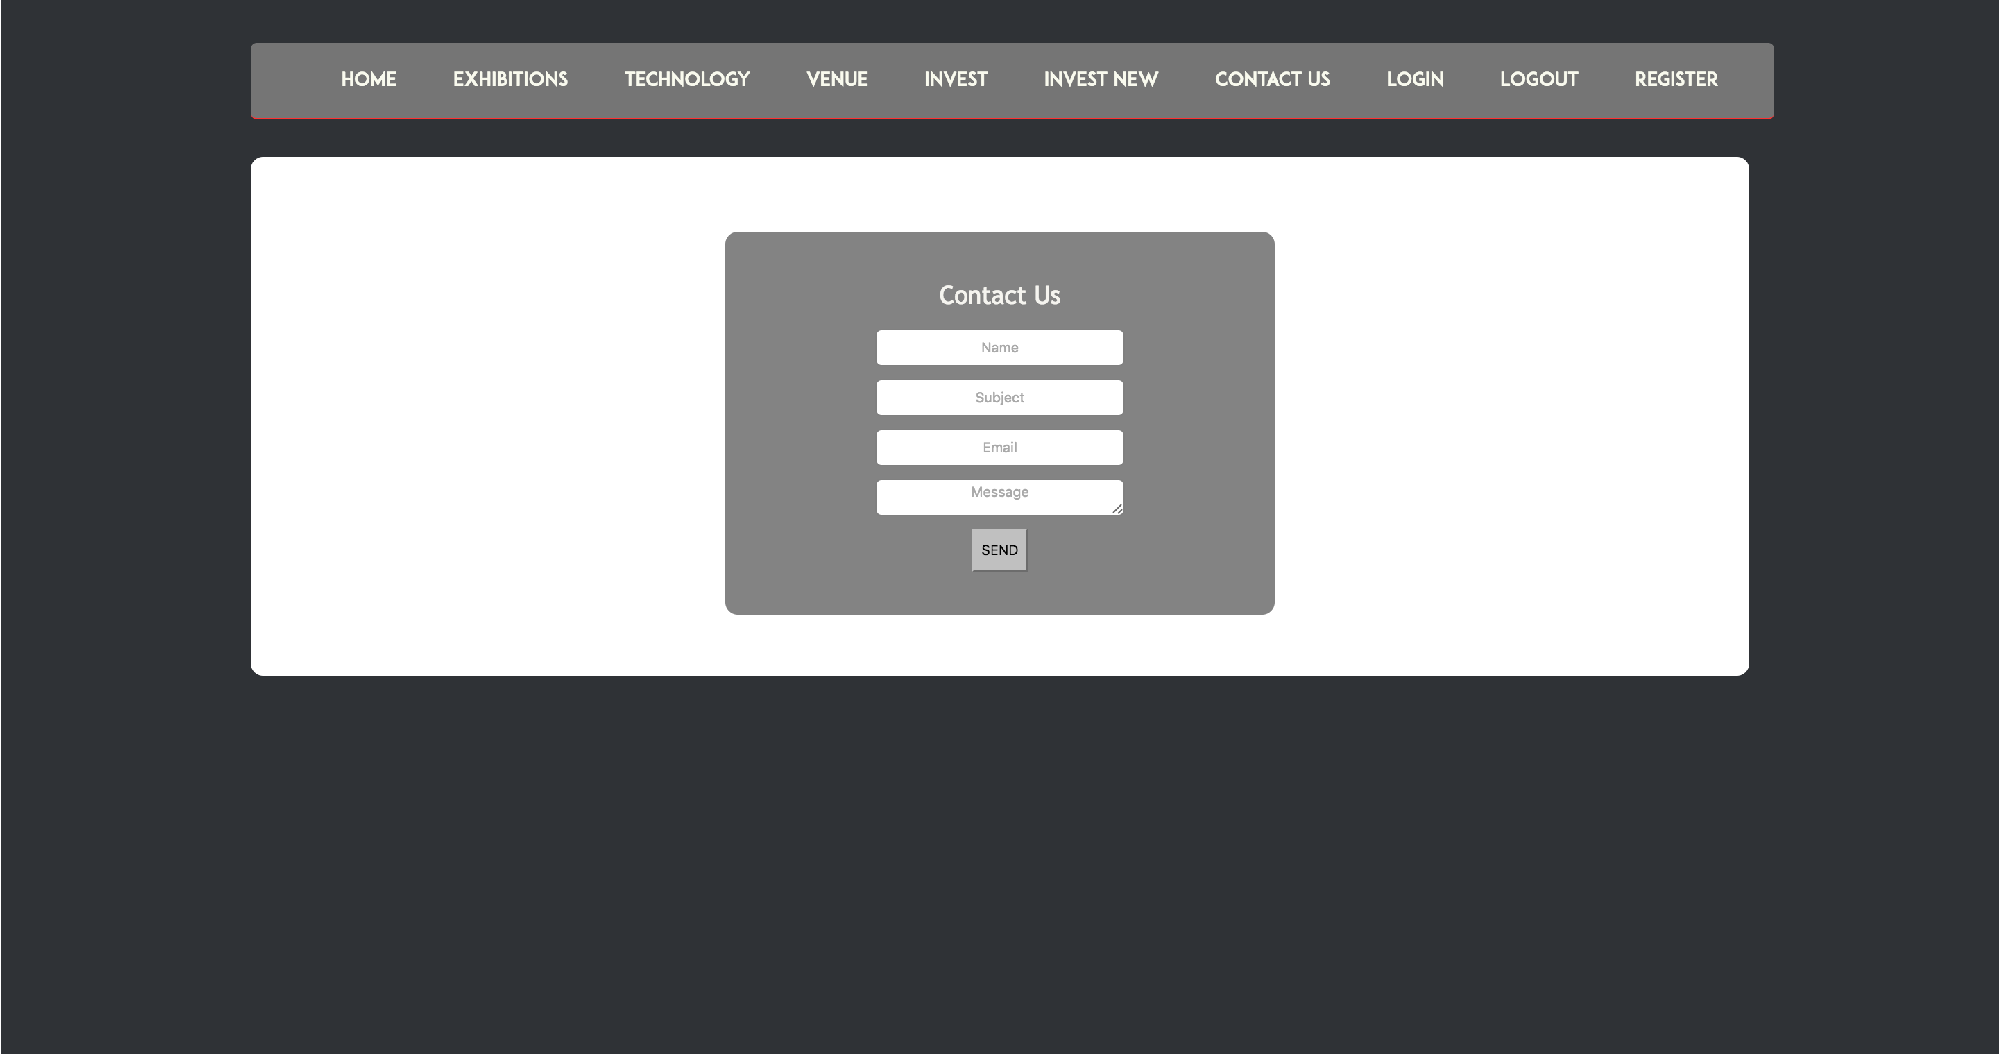 HOME EXHIBITIONS TECHNOLOGY VENUE INVEST INVEST NEW CONTACT US LOGIN LOGOUT REGISTER
Contact Us
Name
Subject
Email
Message
SEND